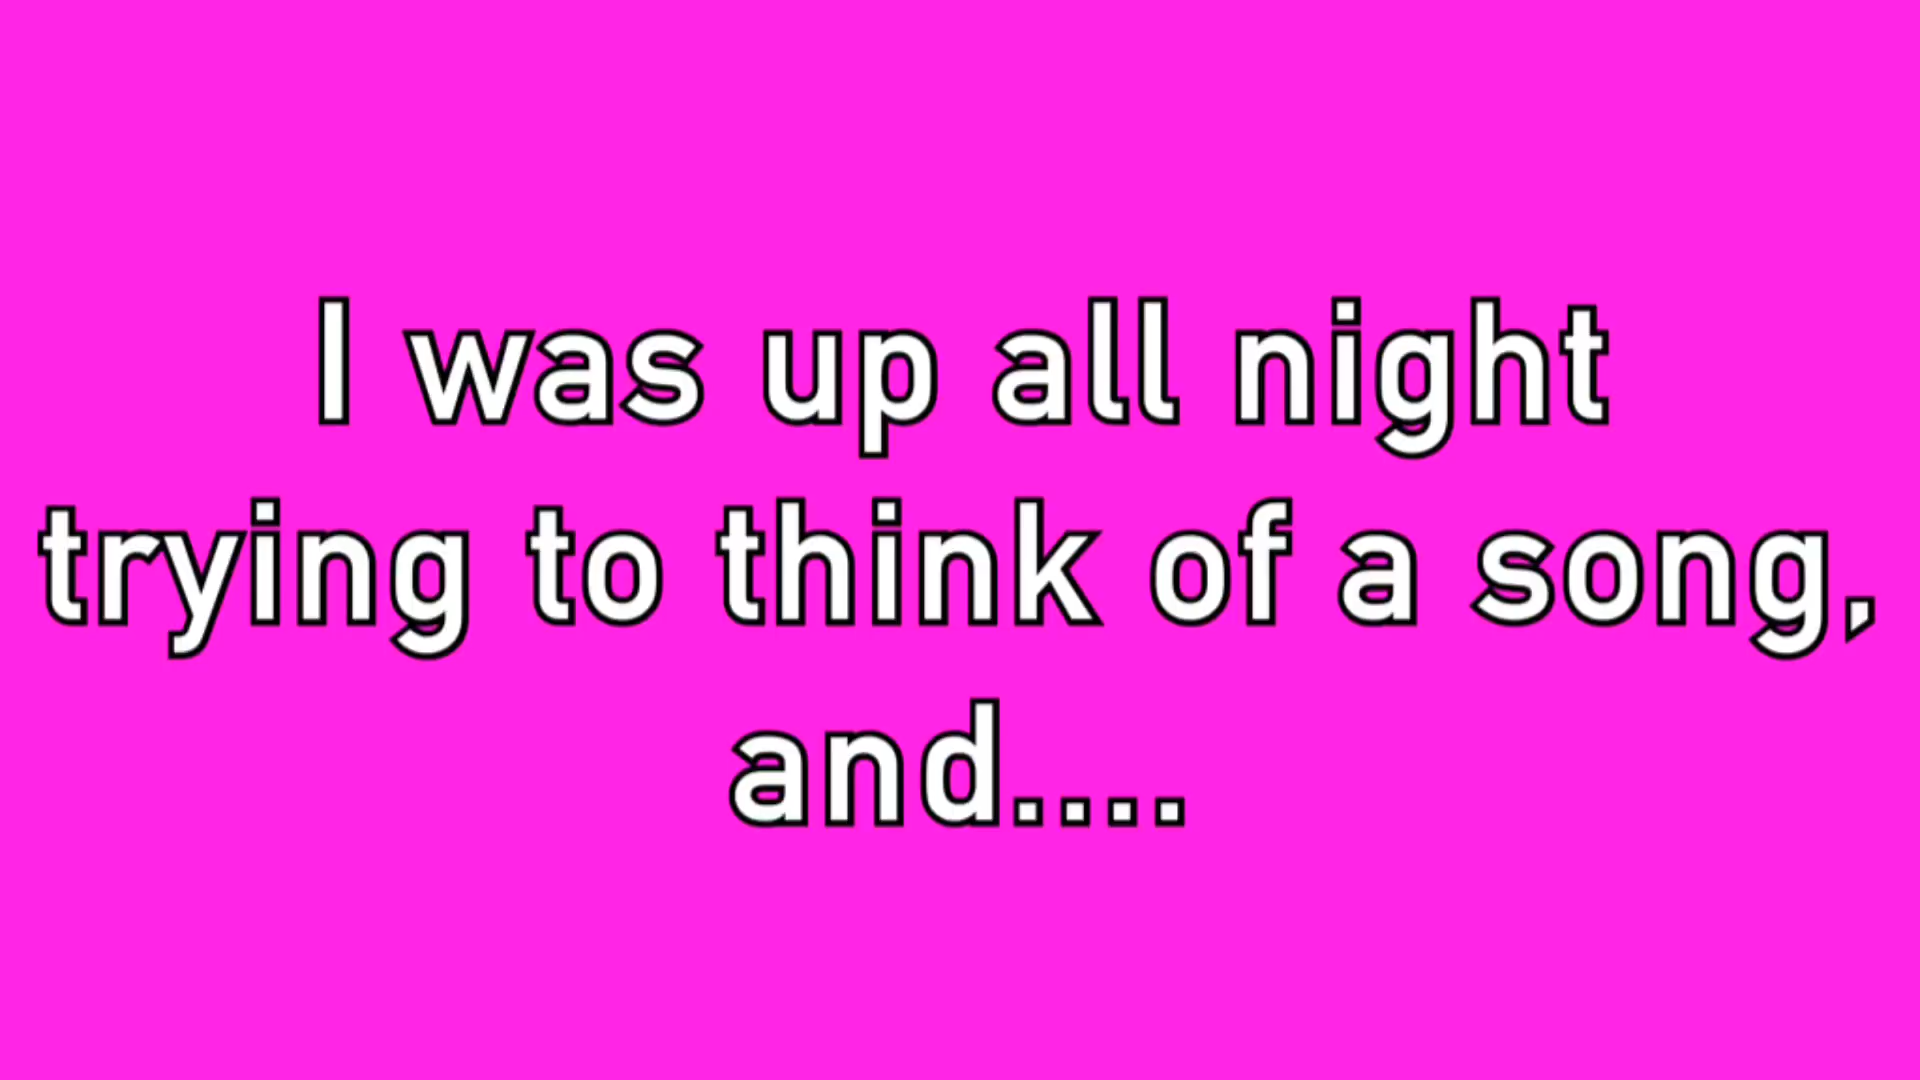 I was up all night
trying to think of a song,
and....